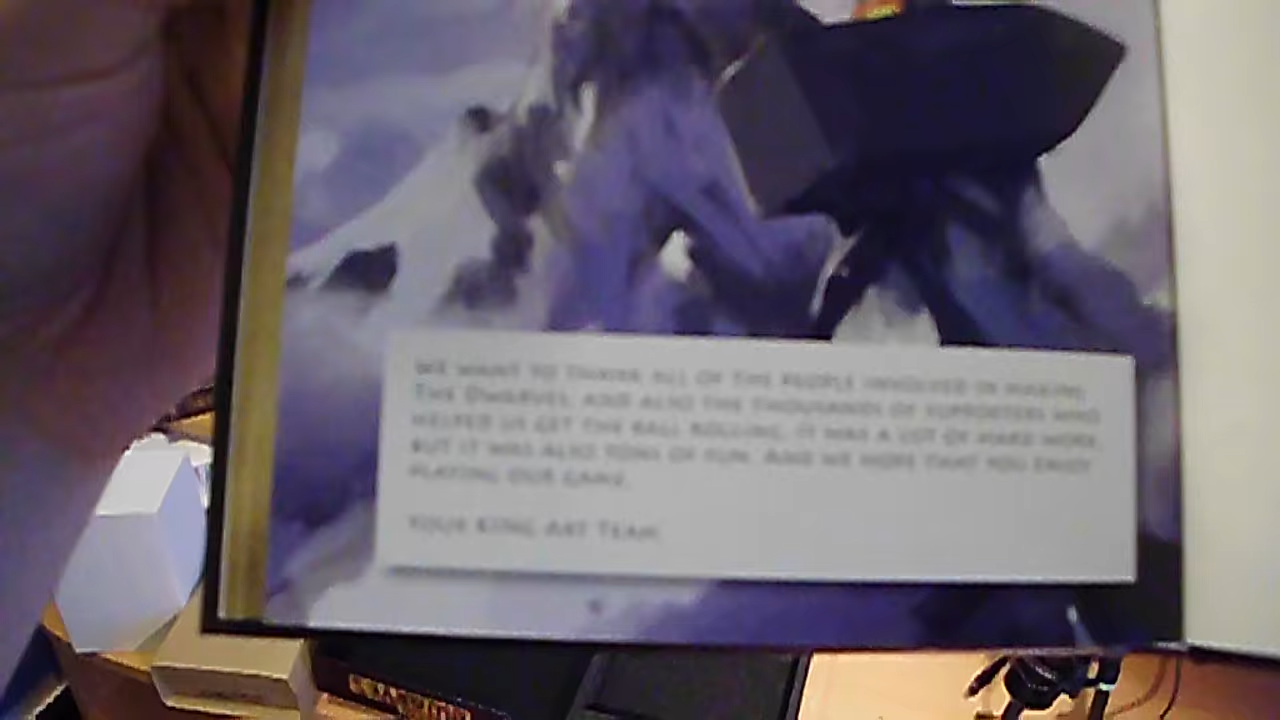 WE WANT TO THANK ALL OF THE PEOPLE INVOLVED IN MAKING
THE DWARVES, AND ALSO THE THOUSANDS OF SUPPORTERS WHO
HELPED US GET THE BALL ROLLING. IT WAS A LOT OF HARD WORK,
BUT IT WAS ALSO TONS OF FUN. AND WE HOPE THAT YOU ENJOY
PLAYING OUR GAME.
YOUR KING ART TEAM